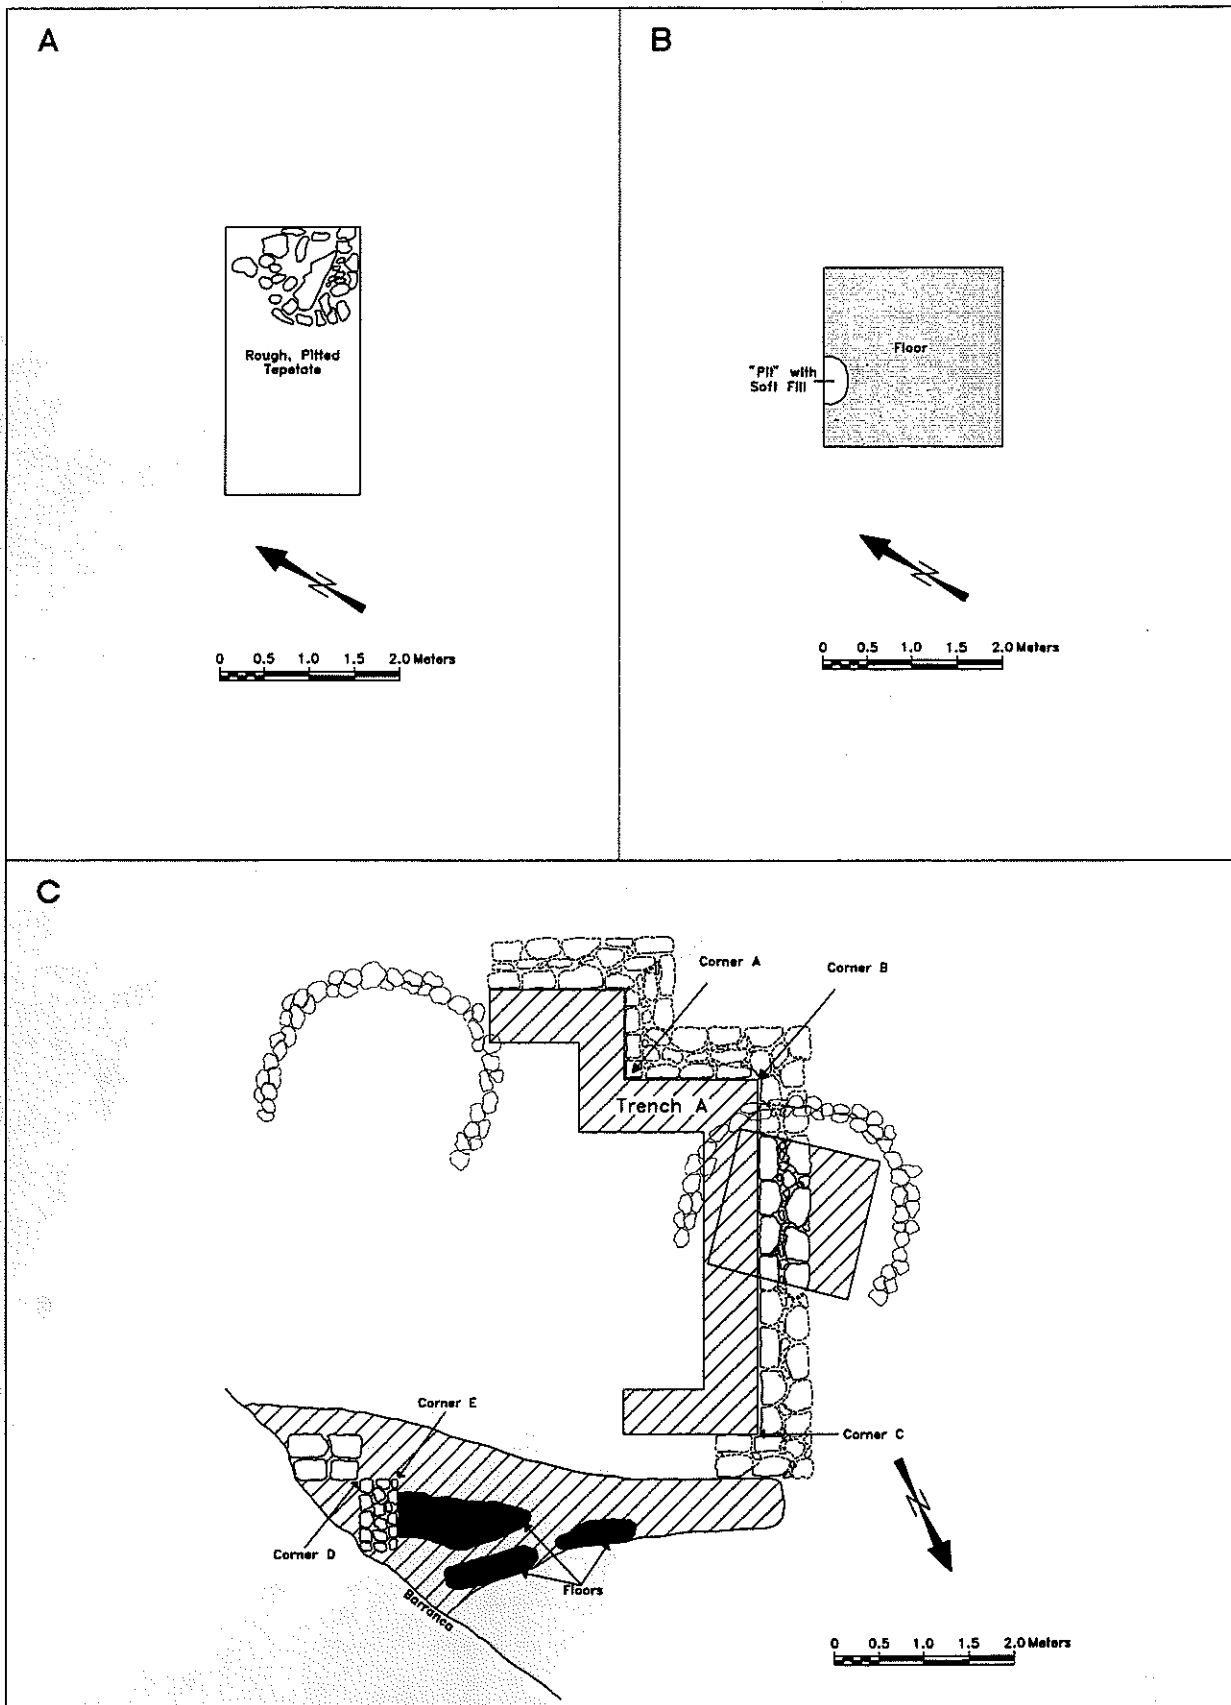 A
Rough, Pitted
Tepetate
0 0.5 1.0 1.5 2.0 Meters
B
Floor
"Pit" with
Soft Fill
0 0.5 1.0 1.5 2.0 Meters
C
Corner A
Corner B
Trench A
Corner E
Corner C
Corner D
Floors
Barranca
0 0.5 1.0 1.5 2.0 Meters